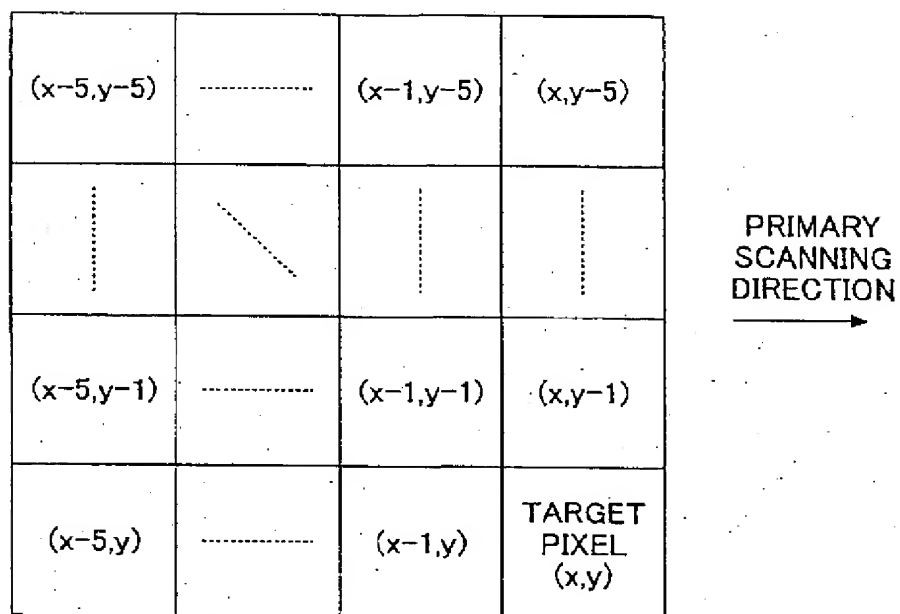 (x-5,y-5) (x-1,y-5) (x,y-5)
PRIMARY
SCANNING
DIRECTION
(x-5,y-1) (x-1,y-1) (x,y-1)
(x-5,y) (x-1,y) TARGET
PIXEL
(x,y)